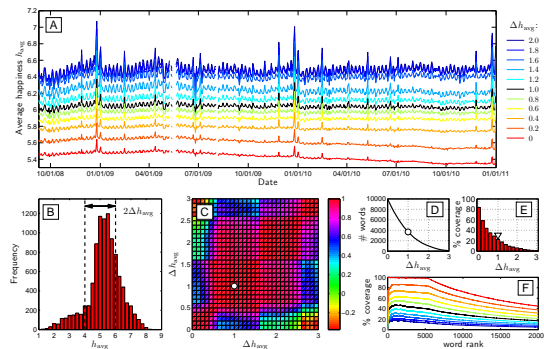 A
Average happiness h_avg
7.2
7
6.8
6.6
6.4
6.2
6
5.8
5.6
5.4
10/01/08 01/01/09 04/01/09 07/01/09 10/01/09 01/01/10 04/01/10 07/01/10 10/01/10 01/01/11
Date
Δh_avg:
2.0
1.8
1.6
1.4
1.2
1.0
0.8
0.6
0.4
0.2
0
B
2Δh_avg
Frequency
1200
1000
800
600
400
200
0
1 2 3 4 5 6 7 8 9
h_avg
C
Δh_avg
3
2
1
0
0 1 2 3
Δh_avg
1
0.8
0.6
0.4
0.2
0
−0.2
−0.4
D
# words
10000
8000
6000
4000
2000
0
0 1 2 3
Δh_avg
E
% coverage
100
80
60
40
20
0
0 1 2 3
Δh_avg
F
% coverage
100
80
60
40
20
0
0 5000 10000 15000 20000
word rank